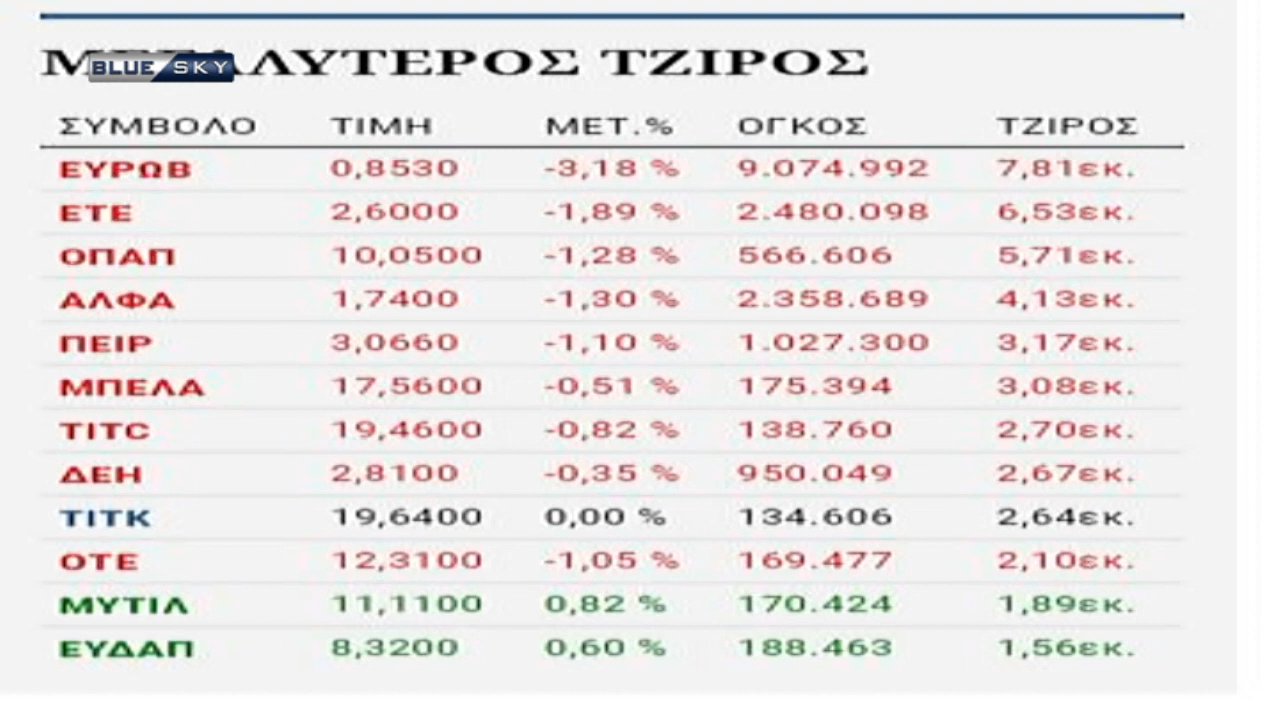 BLUE SKY
ΤΖΙΡΟΣ
ΣΥΜΒΟΛΟ ΤΙΜΗ ΜΕΤ.% ΟΓΚΟΣ ΤΖΙΡΟΣ
ΕΥΡΩΒ 0,8530 -3,18 % 9.074.992 7,81εκ.
ΕΤΕ 2,6000 -1,89 % 2.480.098 6,53εκ.
ΟΠΑΠ 10,0500 -1,28 % 566.606 5,71εκ.
ΑΛΦΑ 1,7400 -1,30 % 2.358.689 4,13εκ.
ΠΕΙΡ 3,0660 -1,10 % 1.027.300 3,17εκ.
ΜΠΕΛΑ 17,5600 -0,51 % 175.394 3,08εκ.
TITC 19,4600 -0,82 % 138.760 2,70εκ.
ΔΕΗ 2,8100 -0,35 % 950.049 2,67εκ.
ΤΙΤΚ 19,6400 0,00 % 134.606 2,64εκ.
ΟΤΕ 12,3100 -1,05 % 169.477 2,10εκ.
ΜΥΤΙΛ 11,1100 0,82 % 170.424 1,89εκ.
ΕΥΔΑΠ 8,3200 0,60 % 188.463 1,56εκ.